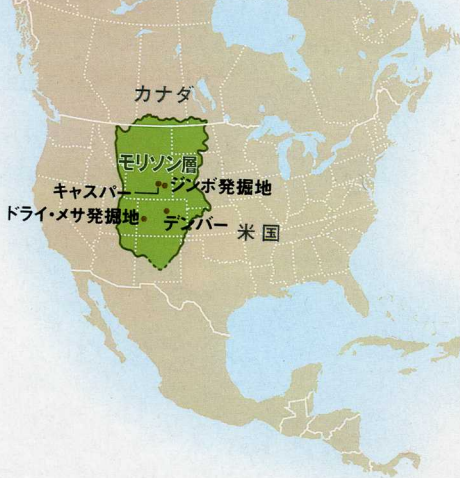 カナダ
モリソン層
キャスパー
ジンボ発掘地
ドライ・メサ発掘地
デンバー
米国